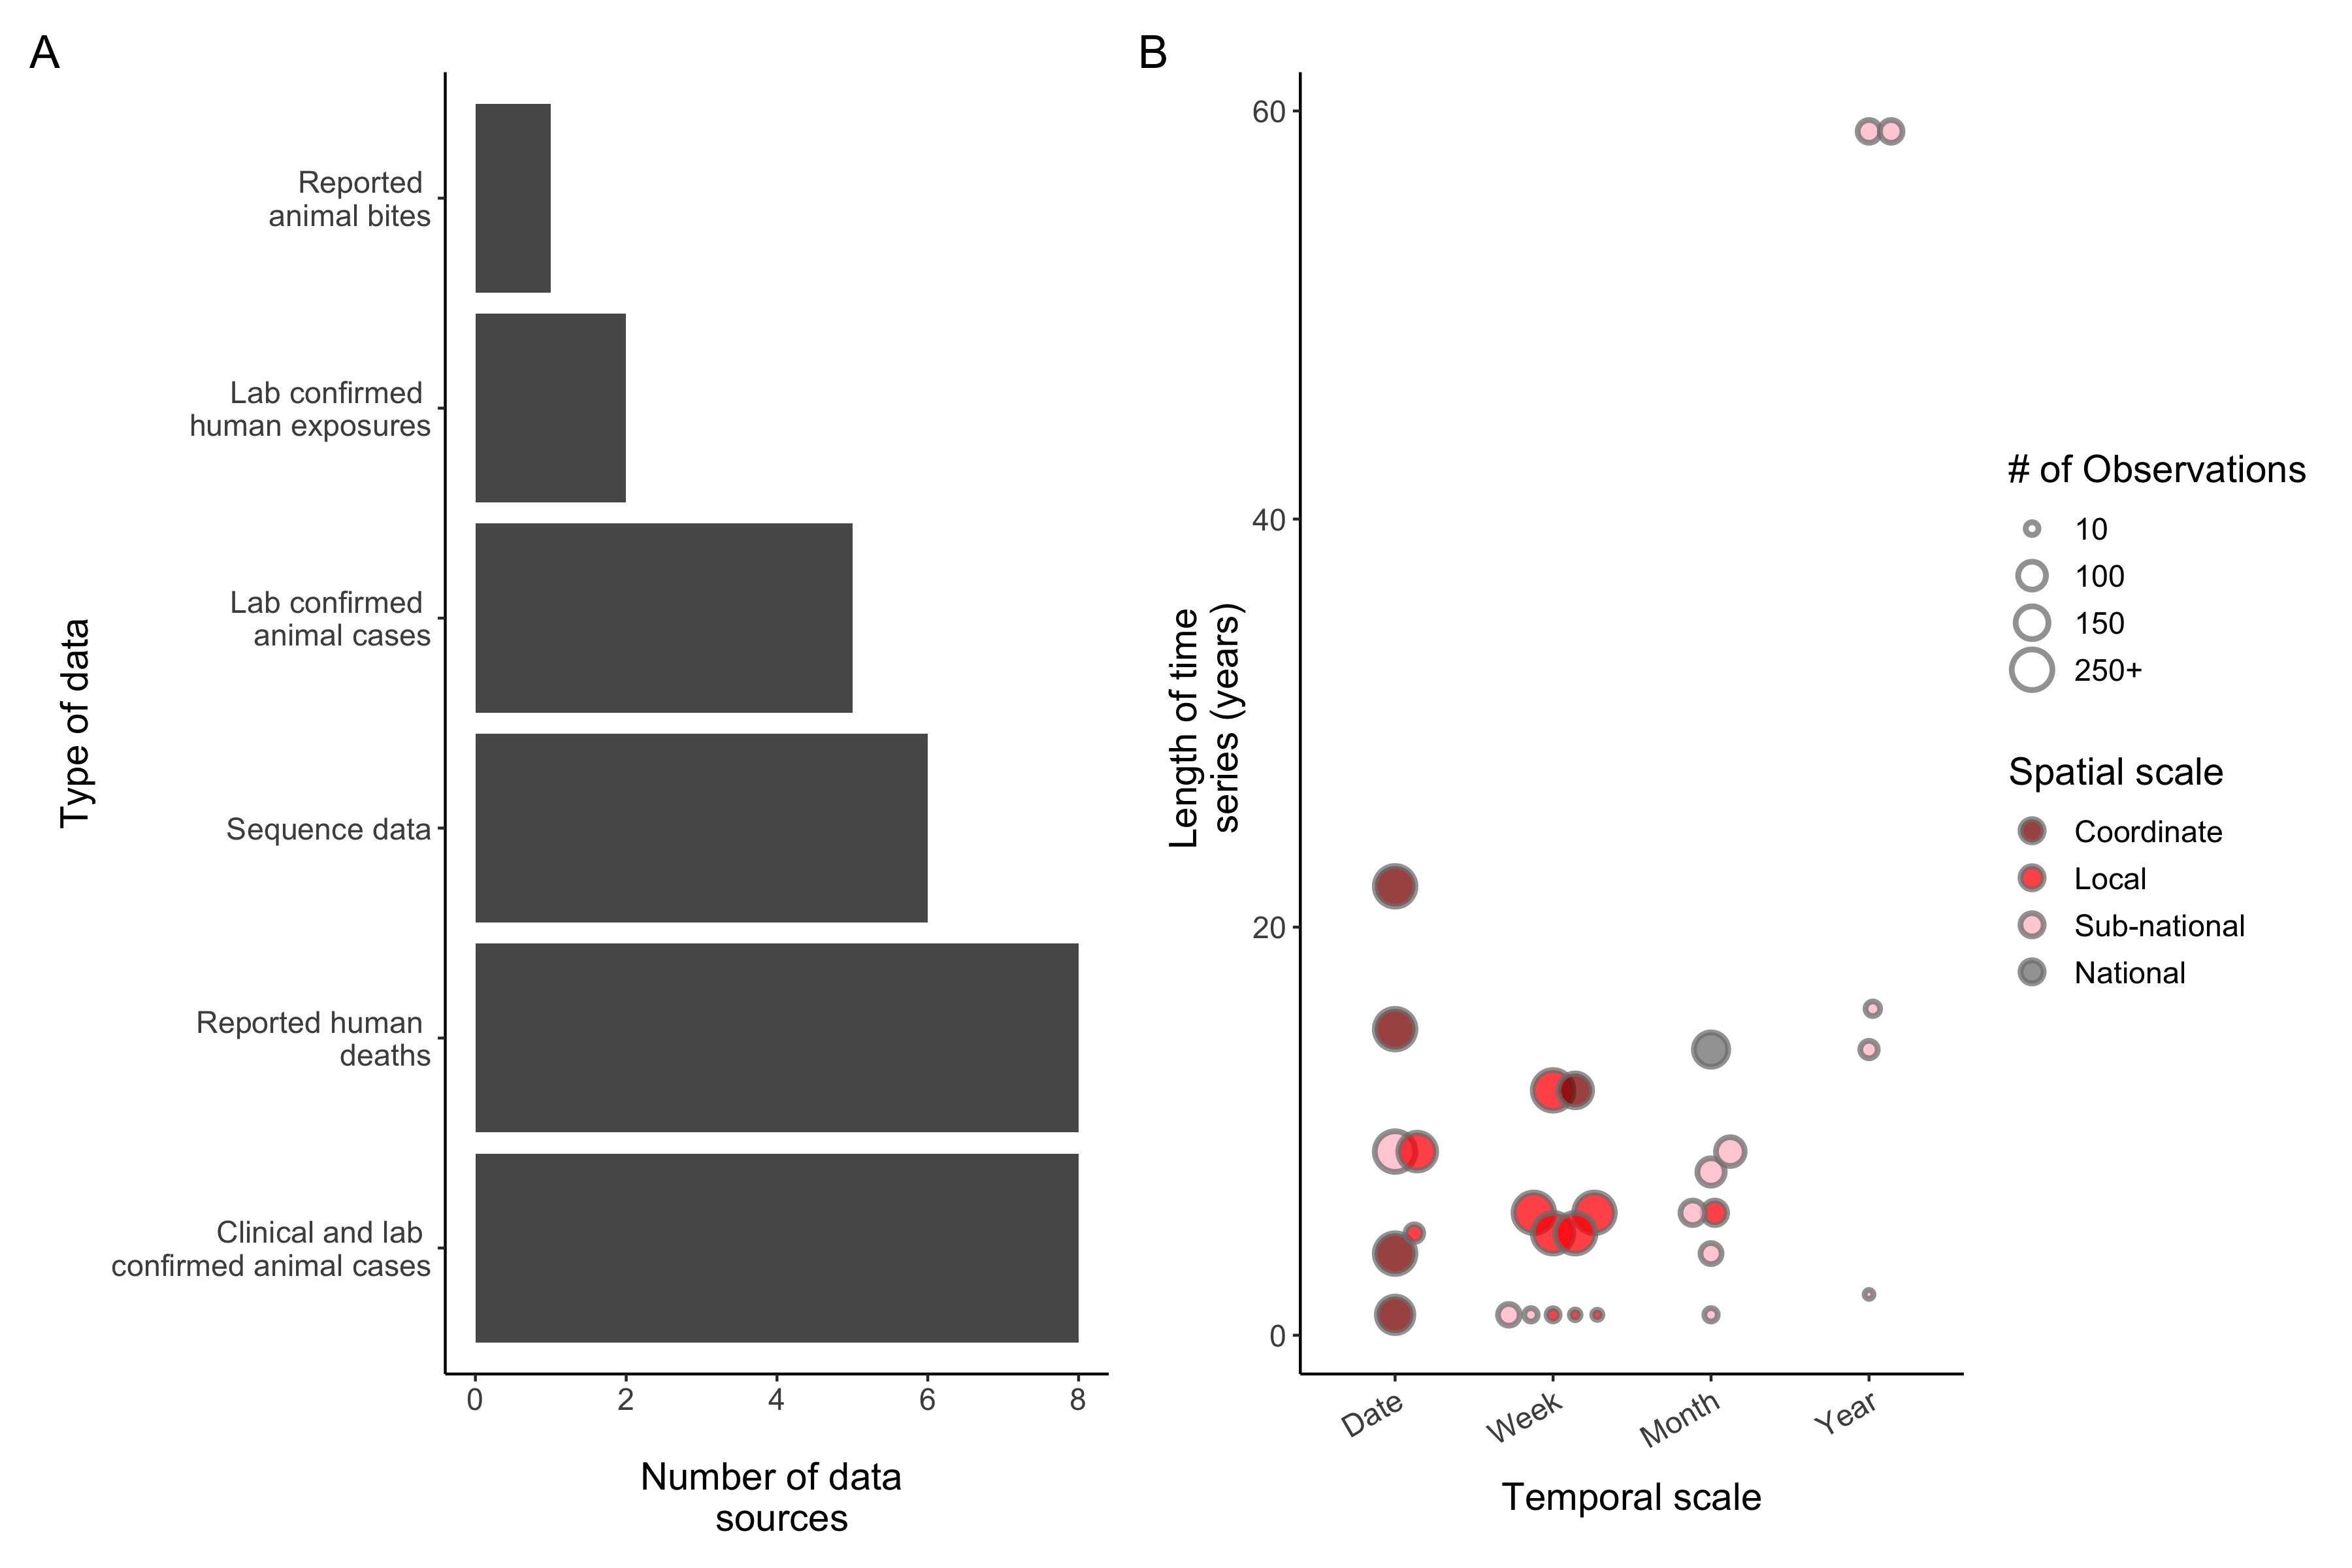 A
Type of data
Reported
animal bites
Lab confirmed
human exposures
Lab confirmed
animal cases
Sequence data
Reported human
deaths
Clinical and lab
confirmed animal cases
0 2 4 6 8
Number of data
sources
B
Length of time
series (years)
60
40
20
0
Date Week Month Year
Temporal scale
# of Observations
10
100
150
250+
Spatial scale
Coordinate
Local
Sub-national
National